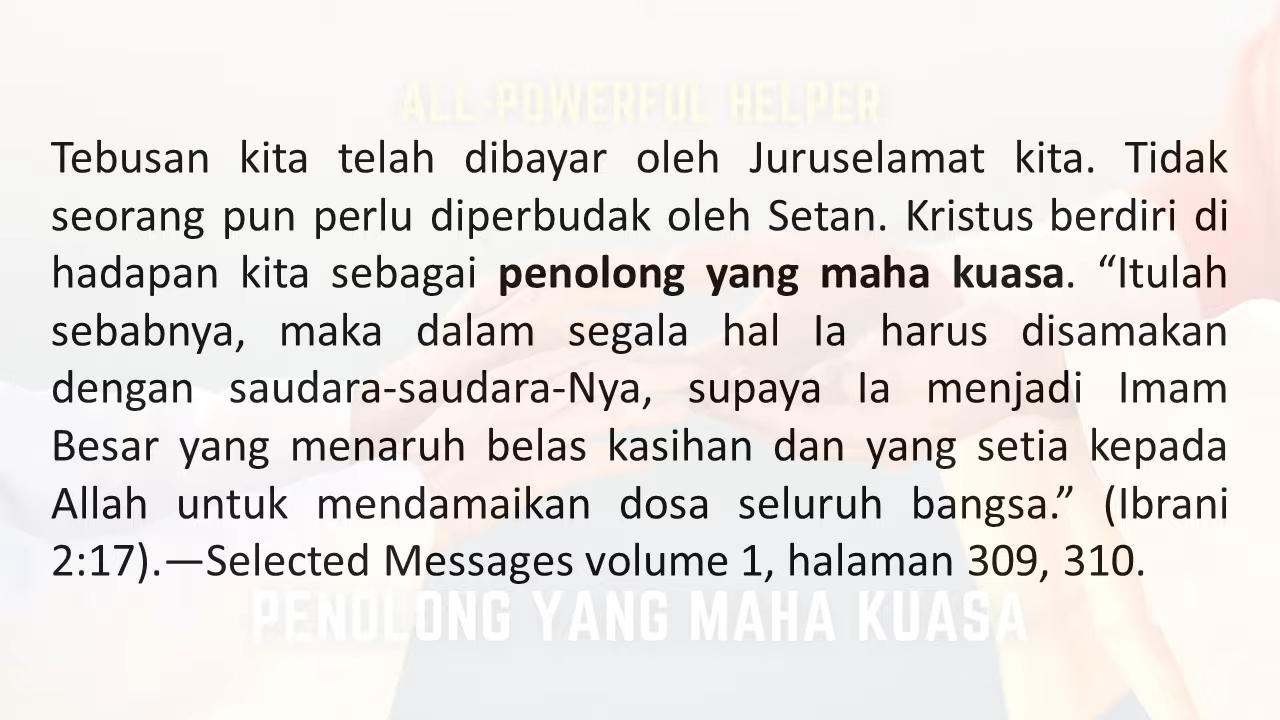 ALL-POWERFUL HELPER
Tebusan kita telah dibayar oleh Juruselamat kita. Tidak
seorang pun perlu diperbudak oleh Setan. Kristus berdiri di
hadapan kita sebagai penolong yang maha kuasa. “Itulah
sebabnya, maka dalam segala hal Ia harus disamakan
dengan saudara-saudara-Nya, supaya Ia menjadi Imam
Besar yang menaruh belas kasihan dan yang setia kepada
Allah untuk mendamaikan dosa seluruh bangsa.” (Ibrani
2:17).—Selected Messages volume 1, halaman 309, 310.
PENOLONG YANG MAHA KUASA